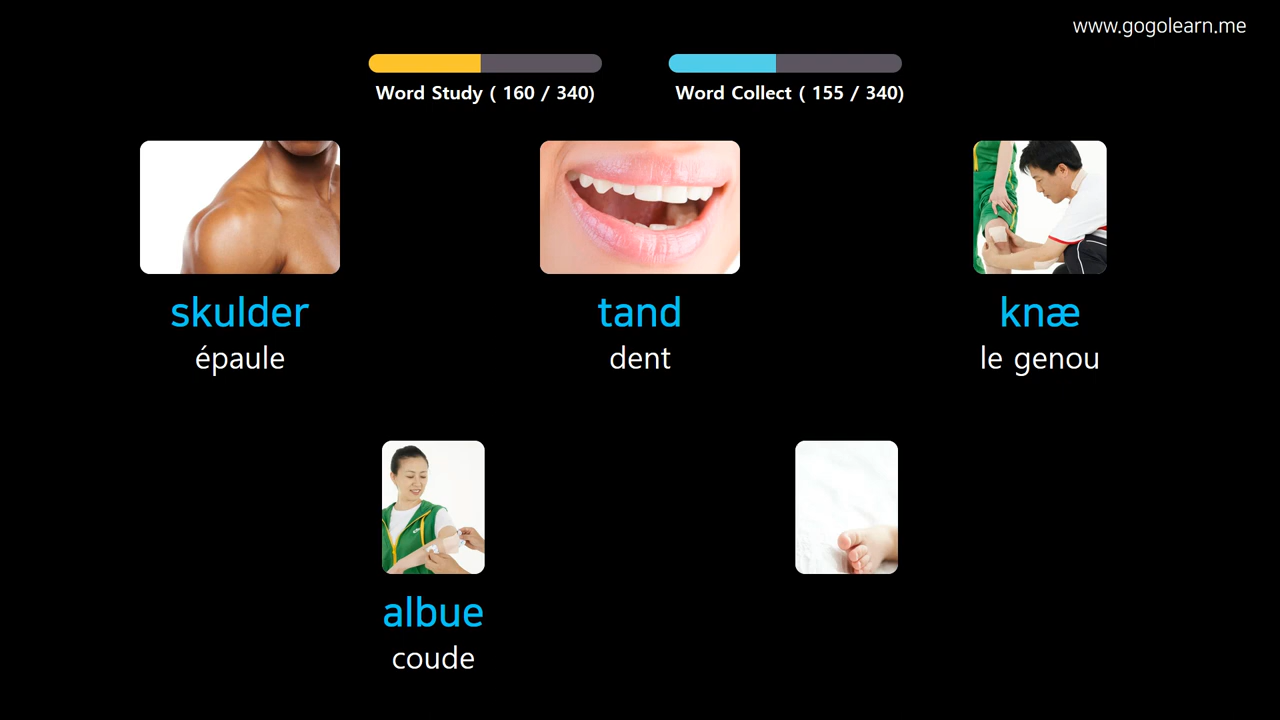 www.gogolearn.me
Word Study ( 160 / 340)
Word Collect ( 155 / 340)
skulder
épaule
tand
dent
knæ
le genou
albue
coude